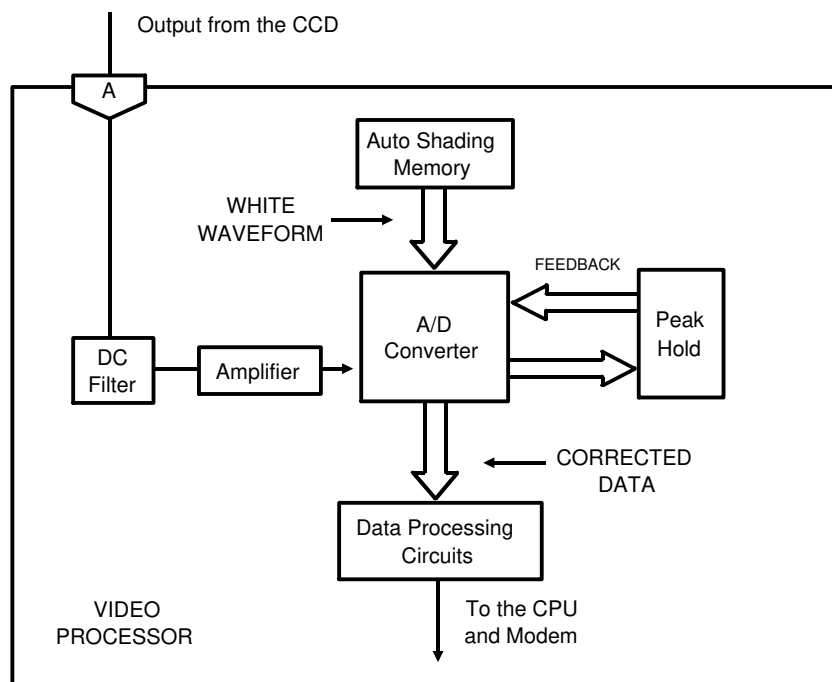 Output from the CCD
A
Auto Shading
Memory
WHITE
WAVEFORM
FEEDBACK
A/D
Converter
Peak
Hold
DC
Filter
Amplifier
CORRECTED
DATA
Data Processing
Circuits
VIDEO
PROCESSOR
To the CPU
and Modem